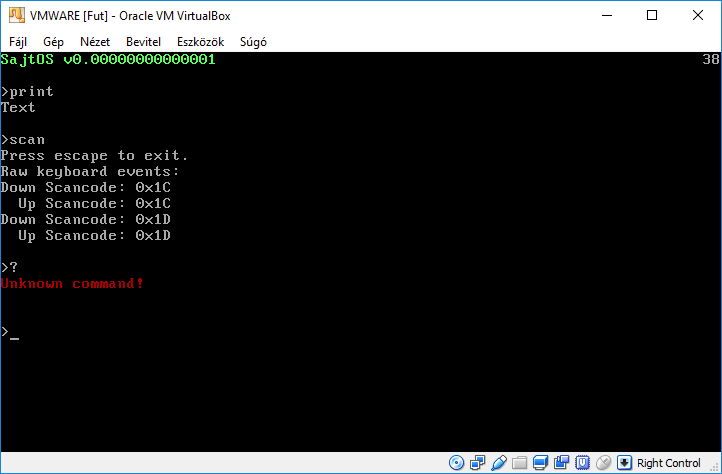 VMWARE [Fut] - Oracle VM VirtualBox
Fájl Gép Nézet Bevitel Eszközök Súgó
SajtOS v0.00000000000001 38
>print
Text
>scan
Press escape to exit.
Raw keyboard events:
Down Scancode: 0x1C
  Up Scancode: 0x1C
Down Scancode: 0x1D
  Up Scancode: 0x1D
>?
Unknown command!
>_
Right Control